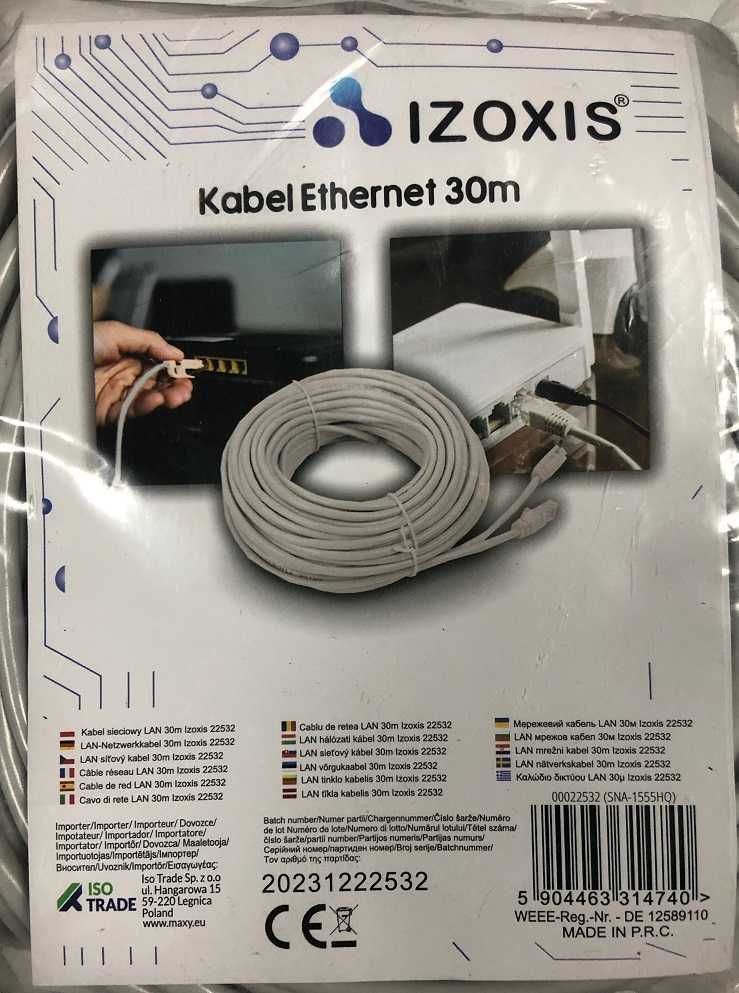 IZOXIS®
Kabel Ethernet 30m
Kabel sieciowy LAN 30m Izoxis 22532
LAN-Netzwerkkabel 30m Izoxis 22532
LAN síťový kabel 30m Izoxis 22532
Câble réseau LAN 30m Izoxis 22532
Cable de red LAN 30m Izoxis 22532
Cavo di rete LAN 30m Izoxis 22532
Cablu de retea LAN 30m Izoxis 22532
LAN hálózati kábel 30m Izoxis 22532
LAN sieťový kábel 30m Izoxis 22532
LAN võrgukaabel 30m Izoxis 22532
LAN tinklo kabelis 30m Izoxis 22532
LAN tīkla kabelis 30m Izoxis 22532
Мережевий кабель LAN 30м Izoxis 22532
LAN мрежов кабел 30м Izoxis 22532
LAN mrežni kabel 30m Izoxis 22532
LAN nätverkskabel 30m Izoxis 22532
Καλώδιο δικτύου LAN 30μ Izoxis 22532
Importer/Importer/ Importeur/ Dovozce/
Impotateur/ Importador/ Importatore/
Importator/ Importőr/ Dovozca/ Maaletooja/
Importuotojas/Importētājs/Імпортер/
Вносител/Uvoznik/Importör/Εισαγωγέας:
ISO
TRADE
Iso Trade Sp. z o.o
ul. Hangarowa 15
59-220 Legnica
Poland
www.maxy.eu
Batch number/Numer partii/Chargennummer/Číslo šarže/Numéro
de lot Numéro de lote/Numero di lotto/Numărul lotului/Tétel száma/
číslo šarže/partii number/Partijos numeris/Partijas numurs/
Серійний номер/партиден номер/Broj serije/Batchnummer/
Τον αριθμό της παρτίδας:
20231222532
CE
00022532 (SNA-1555HQ)
5 904463 314740 >
WEEE-Reg.-Nr. - DE 12589110
MADE IN P.R.C.